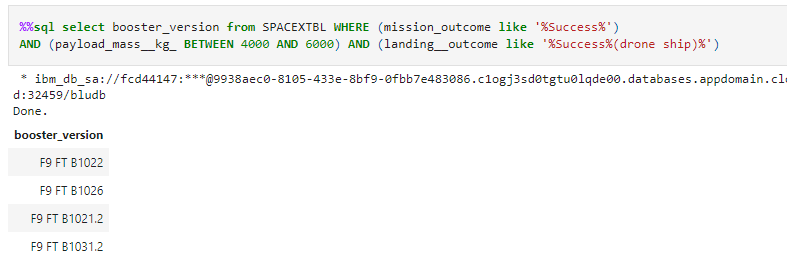 %%sql select booster_version from SPACEXTBL WHERE (mission_outcome like '%Success%')
AND (payload_mass__kg_ BETWEEN 4000 AND 6000) AND (landing__outcome like '%Success%(drone ship)%')
* ibm_db_sa://fcd44147:***@9938aec0-8105-433e-8bf9-0fbb7e483086.c1ogj3sd0tgtu0lqde00.databases.appdomain.clo
d:32459/bludb
Done.
booster_version
F9 FT B1022
F9 FT B1026
F9 FT B1021.2
F9 FT B1031.2